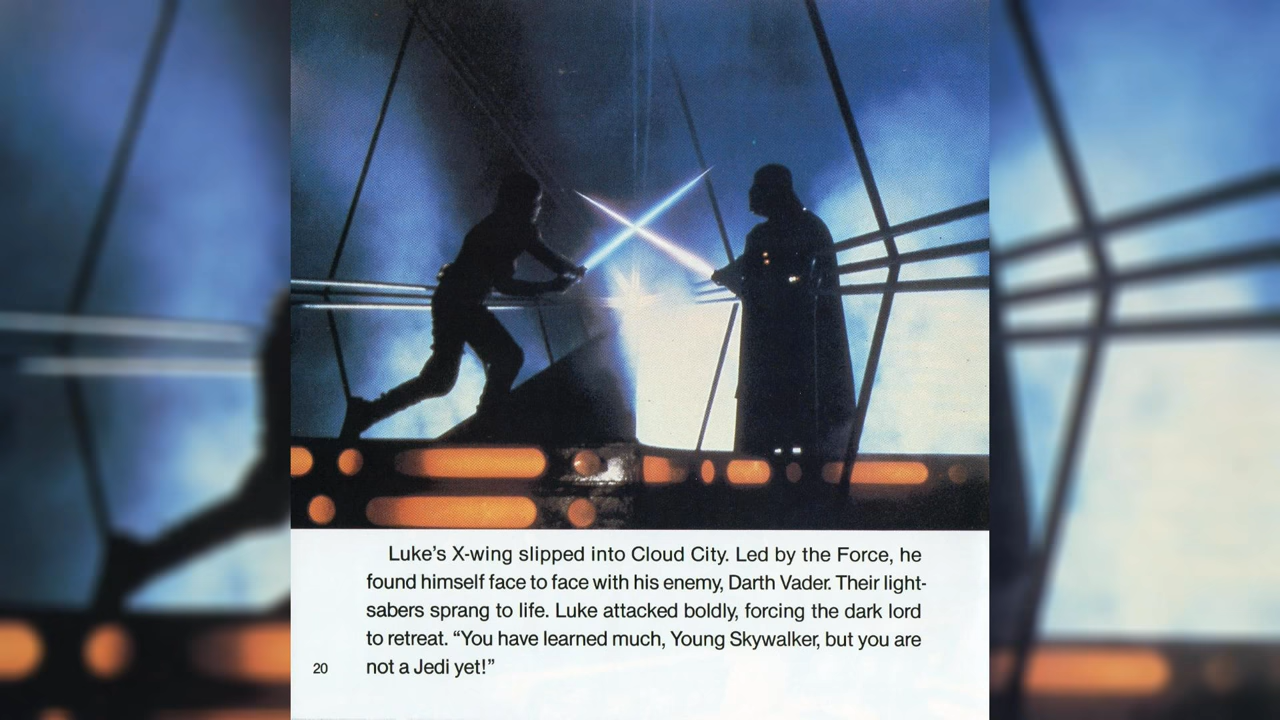 Luke’s X-wing slipped into Cloud City. Led by the Force, he
found himself face to face with his enemy, Darth Vader. Their light-
sabers sprang to life. Luke attacked boldly, forcing the dark lord
to retreat. “You have learned much, Young Skywalker, but you are
not a Jedi yet!”
20